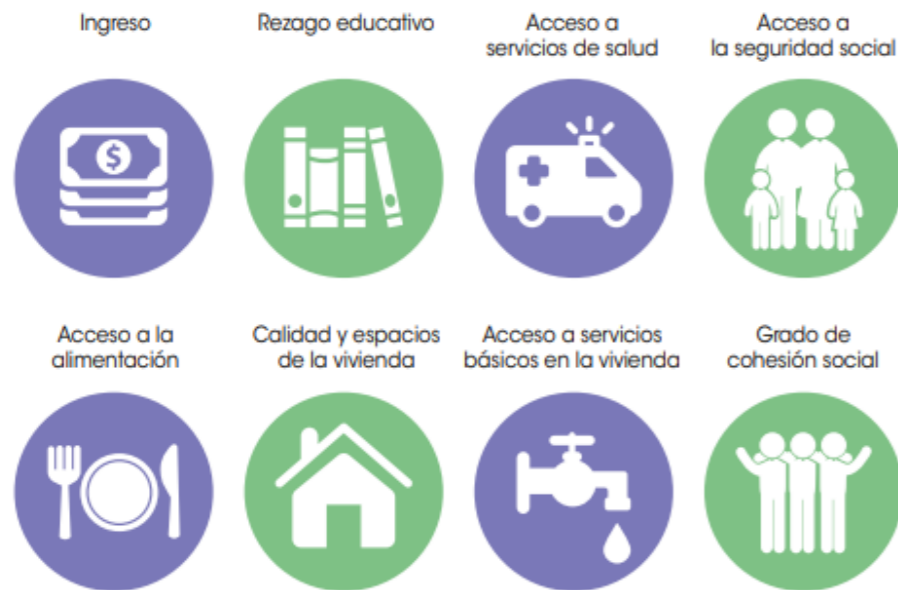 Ingreso
Rezago educativo
Acceso a
servicios de salud
Acceso a
la seguridad social
$
Acceso a la
alimentación
Calidad y espacios
de la vivienda
Acceso a servicios
básicos en la vivienda
Grado de
cohesión social